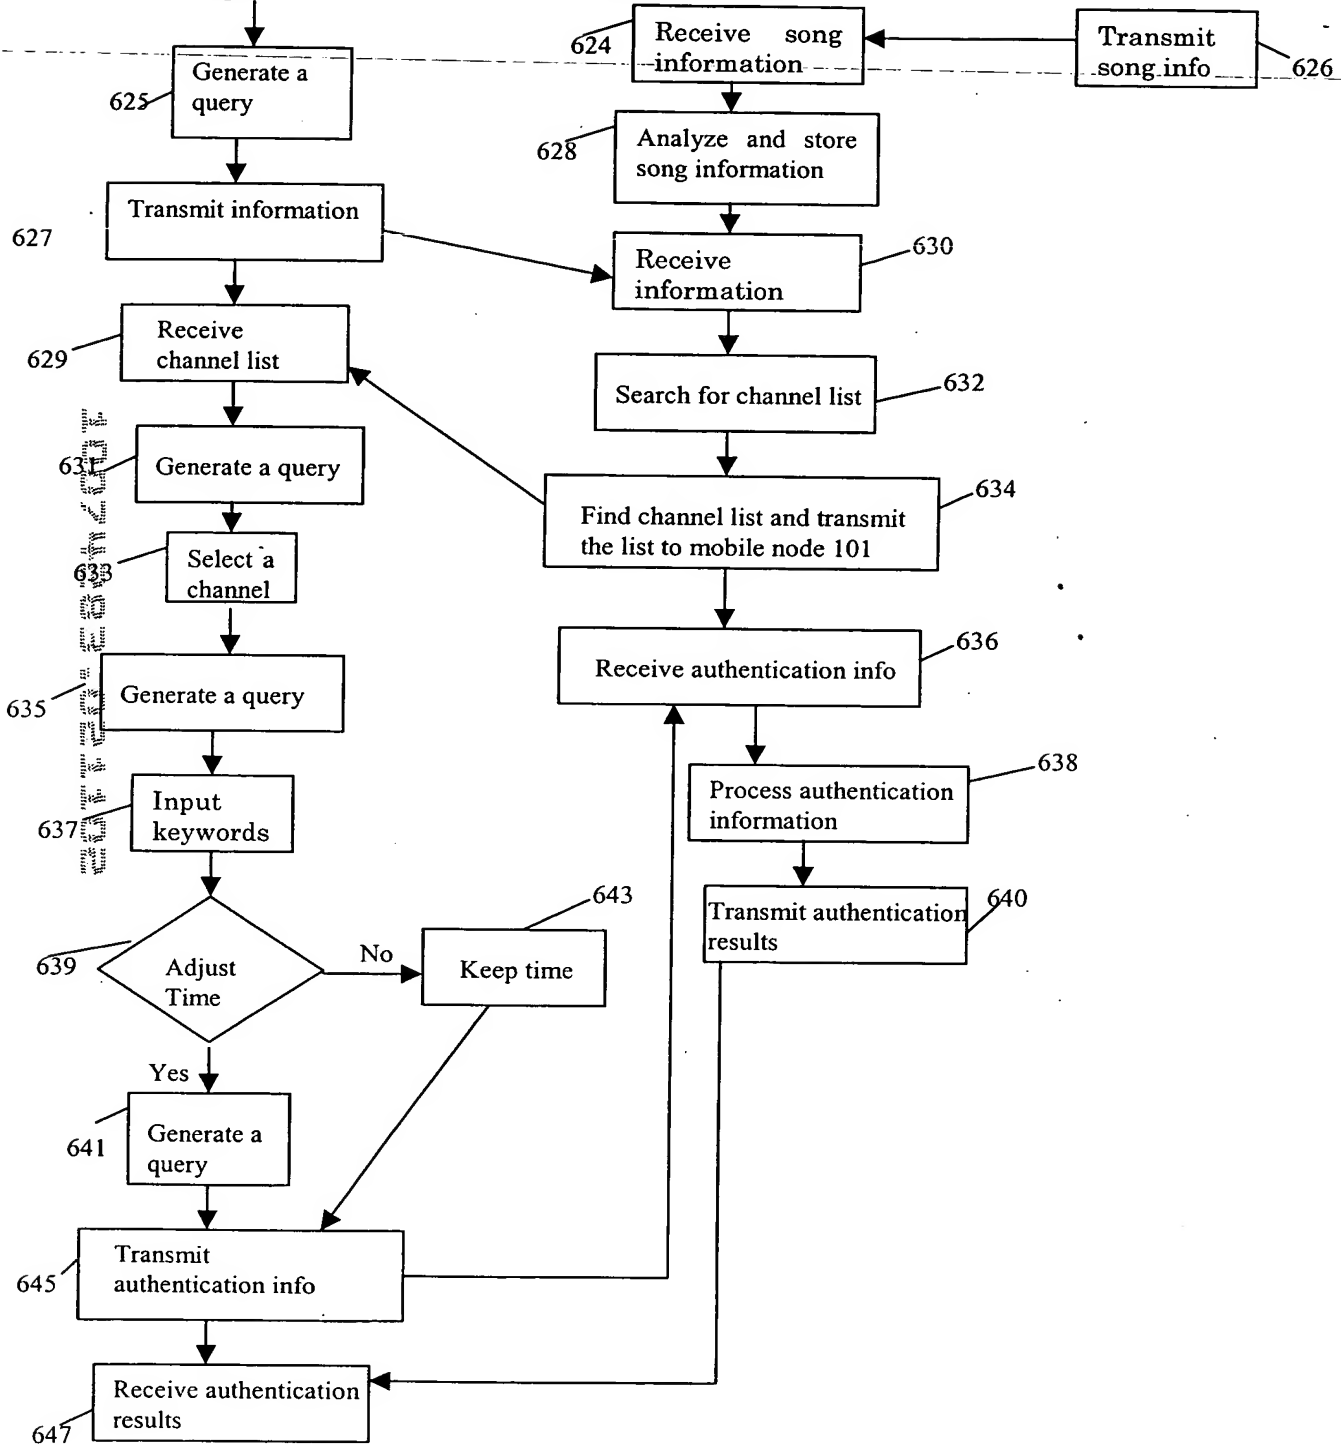 Generate a
query
625
Transmit information
627
Receive
channel list
629
Generate a query
631
Select a
channel
633
Generate a query
635
Input
keywords
637
Adjust
Time
639
No
Keep time
643
Yes
Generate a
query
641
Transmit
authentication info
645
Receive authentication
results
647
624
Receive song
information
Transmit
song info
626
Analyze and store
song information
628
Receive
information
630
Search for channel list
632
Find channel list and transmit
the list to mobile node 101
634
Receive authentication info
636
Process authentication
information
638
Transmit authentication
results
640